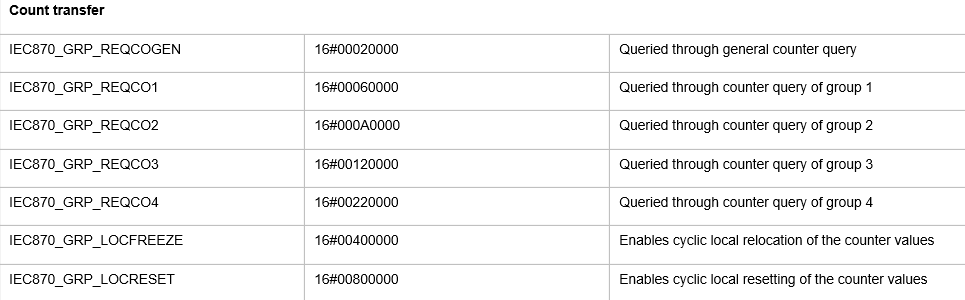 Count transfer
IEC870_GRP_REQCOGEN 16#00020000 Queried through general counter query
IEC870_GRP_REQCO1 16#00060000 Queried through counter query of group 1
IEC870_GRP_REQCO2 16#000A0000 Queried through counter query of group 2
IEC870_GRP_REQCO3 16#00120000 Queried through counter query of group 3
IEC870_GRP_REQCO4 16#00220000 Queried through counter query of group 4
IEC870_GRP_LOCFREEZE 16#00400000 Enables cyclic local relocation of the counter values
IEC870_GRP_LOCRESET 16#00800000 Enables cyclic local resetting of the counter values